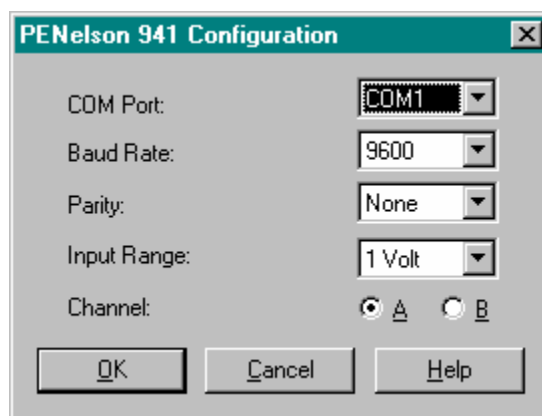 PENelson 941 Configuration
COM Port: COM1
Baud Rate: 9600
Parity: None
Input Range: 1 Volt
Channel: A B
OK Cancel Help